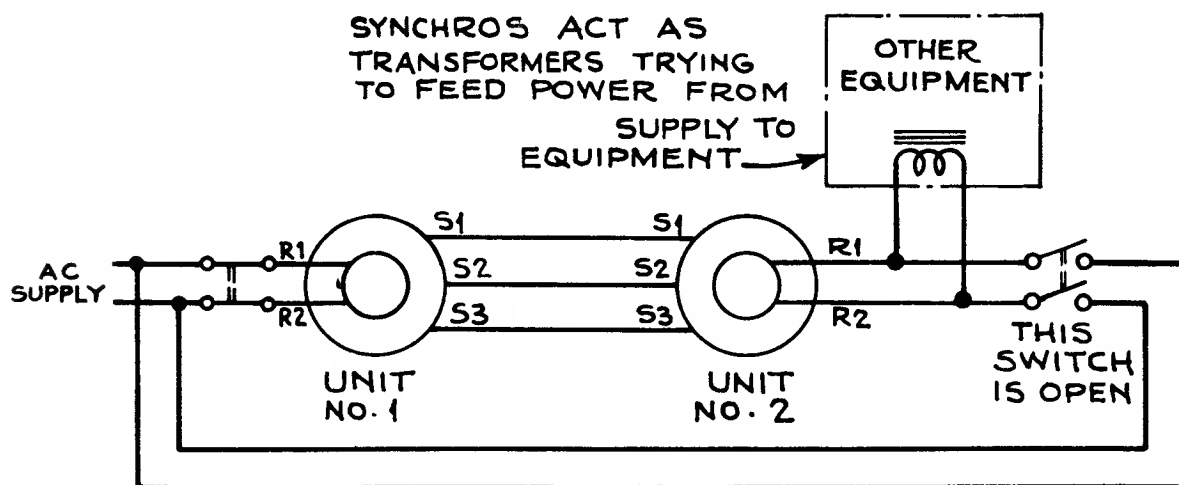 SYNCHROS ACT AS
TRANSFORMERS TRYING
TO FEED POWER FROM
SUPPLY TO
EQUIPMENT
OTHER
EQUIPMENT
AC
SUPPLY
R1
R2
S1
S2
S3
S1
S2
S3
R1
R2
UNIT
NO. 1
UNIT
NO. 2
THIS
SWITCH
IS OPEN